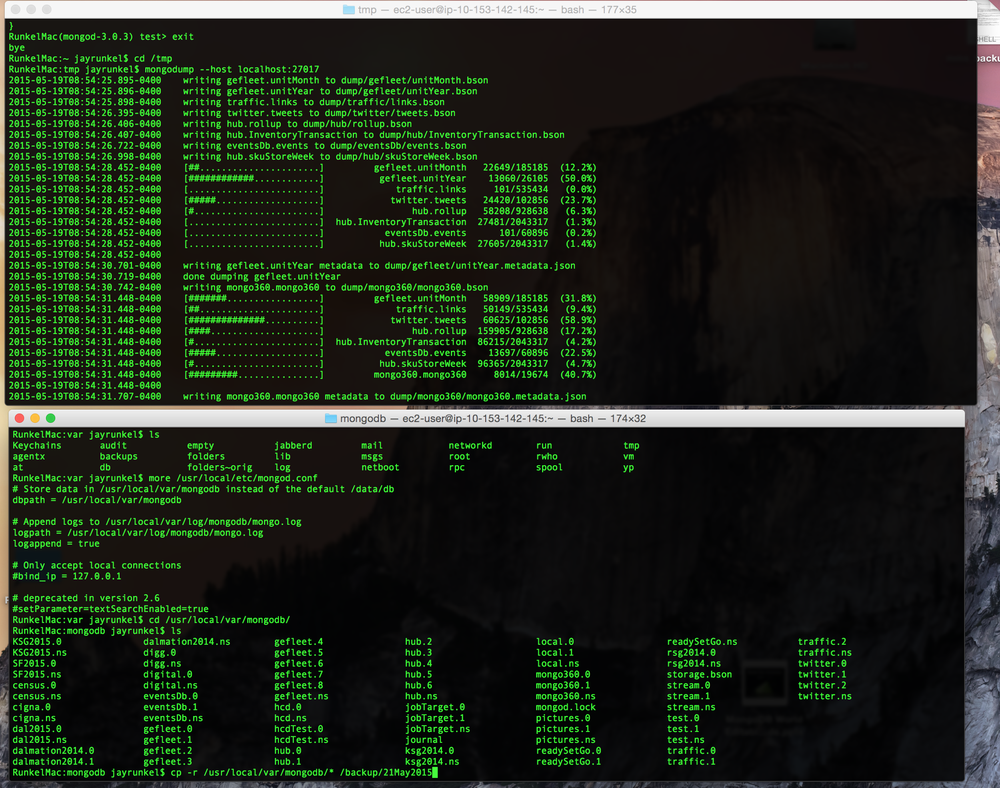 tmp — ec2-user@ip-10-153-142-145:~ — bash — 177×35
}
RunkelMac(mongod-3.0.3) test> exit
bye
RunkelMac:~ jayrunkel$ cd /tmp
RunkelMac:tmp jayrunkel$ mongodump --host localhost:27017
2015-05-19T08:54:25.895-0400    writing gefleet.unitMonth to dump/gefleet/unitMonth.bson
2015-05-19T08:54:25.896-0400    writing gefleet.unitYear to dump/gefleet/unitYear.bson
2015-05-19T08:54:25.898-0400    writing traffic.links to dump/traffic/links.bson
2015-05-19T08:54:26.395-0400    writing twitter.tweets to dump/twitter/tweets.bson
2015-05-19T08:54:26.406-0400    writing hub.rollup to dump/hub/rollup.bson
2015-05-19T08:54:26.407-0400    writing hub.InventoryTransaction to dump/hub/InventoryTransaction.bson
2015-05-19T08:54:26.722-0400    writing eventsDb.events to dump/eventsDb/events.bson
2015-05-19T08:54:26.998-0400    writing hub.skuStoreWeek to dump/hub/skuStoreWeek.bson
2015-05-19T08:54:28.452-0400    [##......................]         gefleet.unitMonth   22649/185185  (12.2%)
2015-05-19T08:54:28.452-0400    [############............]          gefleet.unitYear    13060/26105  (50.0%)
2015-05-19T08:54:28.452-0400    [........................]             traffic.links     101/535434   (0.0%)
2015-05-19T08:54:28.452-0400    [#####...................]            twitter.tweets   24420/102856  (23.7%)
2015-05-19T08:54:28.452-0400    [#.......................]                hub.rollup   58208/928638   (6.3%)
2015-05-19T08:54:28.452-0400    [........................]  hub.InventoryTransaction  27481/2043317   (1.3%)
2015-05-19T08:54:28.452-0400    [........................]           eventsDb.events      101/60896   (0.2%)
2015-05-19T08:54:28.452-0400    [........................]          hub.skuStoreWeek  27605/2043317   (1.4%)
2015-05-19T08:54:28.452-0400
2015-05-19T08:54:30.701-0400    writing gefleet.unitYear metadata to dump/gefleet/unitYear.metadata.json
2015-05-19T08:54:30.719-0400    done dumping gefleet.unitYear
2015-05-19T08:54:30.742-0400    writing mongo360.mongo360 to dump/mongo360/mongo360.bson
2015-05-19T08:54:31.448-0400    [#######.................]         gefleet.unitMonth   58909/185185  (31.8%)
2015-05-19T08:54:31.448-0400    [##......................]             traffic.links   50149/535434   (9.4%)
2015-05-19T08:54:31.448-0400    [##############..........]            twitter.tweets   60625/102856  (58.9%)
2015-05-19T08:54:31.448-0400    [####....................]                hub.rollup  159905/928638  (17.2%)
2015-05-19T08:54:31.448-0400    [#.......................]  hub.InventoryTransaction  86215/2043317   (4.2%)
2015-05-19T08:54:31.448-0400    [#####...................]           eventsDb.events    13697/60896  (22.5%)
2015-05-19T08:54:31.448-0400    [#.......................]          hub.skuStoreWeek  96365/2043317   (4.7%)
2015-05-19T08:54:31.448-0400    [#########...............]         mongo360.mongo360     8014/19674  (40.7%)
2015-05-19T08:54:31.448-0400
2015-05-19T08:54:31.707-0400    writing mongo360.mongo360 metadata to dump/mongo360/mongo360.metadata.json
mongodb — ec2-user@ip-10-153-142-145:~ — bash — 174×32
RunkelMac:var jayrunkel$ ls
Keychains audit empty jabberd mail networkd run tmp
agentx backups folders lib msgs root rwho vm
at db folders~orig log netboot rpc spool yp
RunkelMac:var jayrunkel$ more /usr/local/etc/mongod.conf
# Store data in /usr/local/var/mongodb instead of the default /data/db
dbpath = /usr/local/var/mongodb
# Append logs to /usr/local/var/log/mongodb/mongo.log
logpath = /usr/local/var/log/mongodb/mongo.log
logappend = true
# Only accept local connections
#bind_ip = 127.0.0.1
# deprecated in version 2.6
#setParameter=textSearchEnabled=true
RunkelMac:var jayrunkel$ cd /usr/local/var/mongodb/
RunkelMac:mongodb jayrunkel$ ls
KSG2015.0 dalmation2014.ns gefleet.4 hub.2 local.0 readySetGo.ns traffic.2
KSG2015.ns digg.0 gefleet.5 hub.3 local.1 rsg2014.0 traffic.ns
SF2015.0 digg.ns gefleet.6 hub.4 local.ns rsg2014.ns twitter.0
SF2015.ns digital.0 gefleet.7 hub.5 mongo360.0 storage.bson twitter.1
census.0 digital.ns gefleet.8 hub.6 mongo360.1 stream.0 twitter.2
census.ns eventsDb.0 gefleet.ns hub.ns mongo360.ns stream.1 twitter.ns
cigna.0 eventsDb.1 hcd.0 jobTarget.0 mongod.lock stream.ns
cigna.ns eventsDb.ns hcd.ns jobTarget.1 pictures.0 test.0
dal2015.0 gefleet.0 hcdTest.0 jobTarget.ns pictures.1 test.1
dal2015.ns gefleet.1 hcdTest.ns journal pictures.ns test.ns
dalmation2014.0 gefleet.2 hub.0 ksg2014.0 readySetGo.0 traffic.0
dalmation2014.1 gefleet.3 hub.1 ksg2014.ns readySetGo.1 traffic.1
RunkelMac:mongodb jayrunkel$ cp -r /usr/local/var/mongodb/* /backup/21May2015